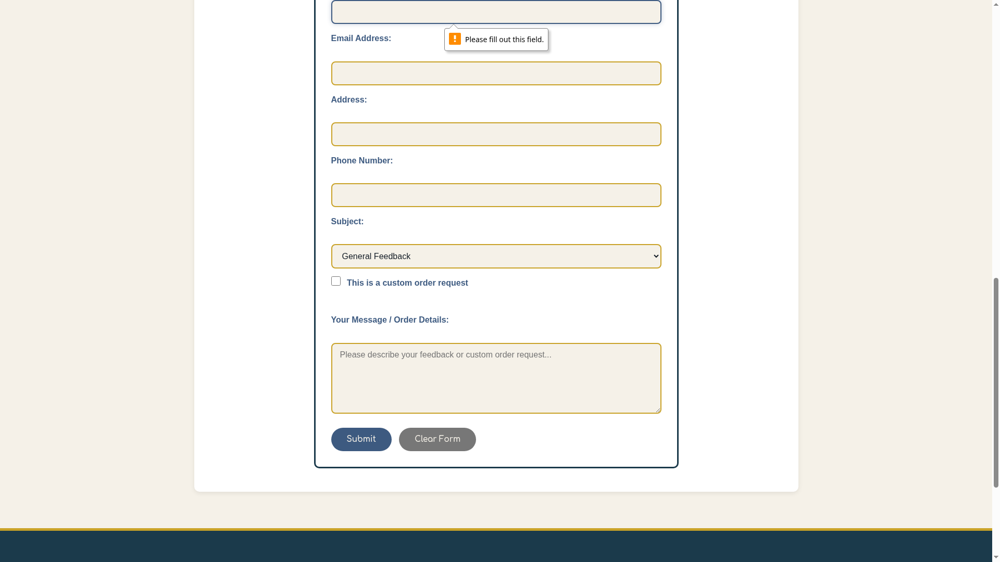 Please fill out this field.
Email Address:
Address:
Phone Number:
Subject:
General Feedback
This is a custom order request
Your Message / Order Details:
Please describe your feedback or custom order request...
Submit
Clear Form